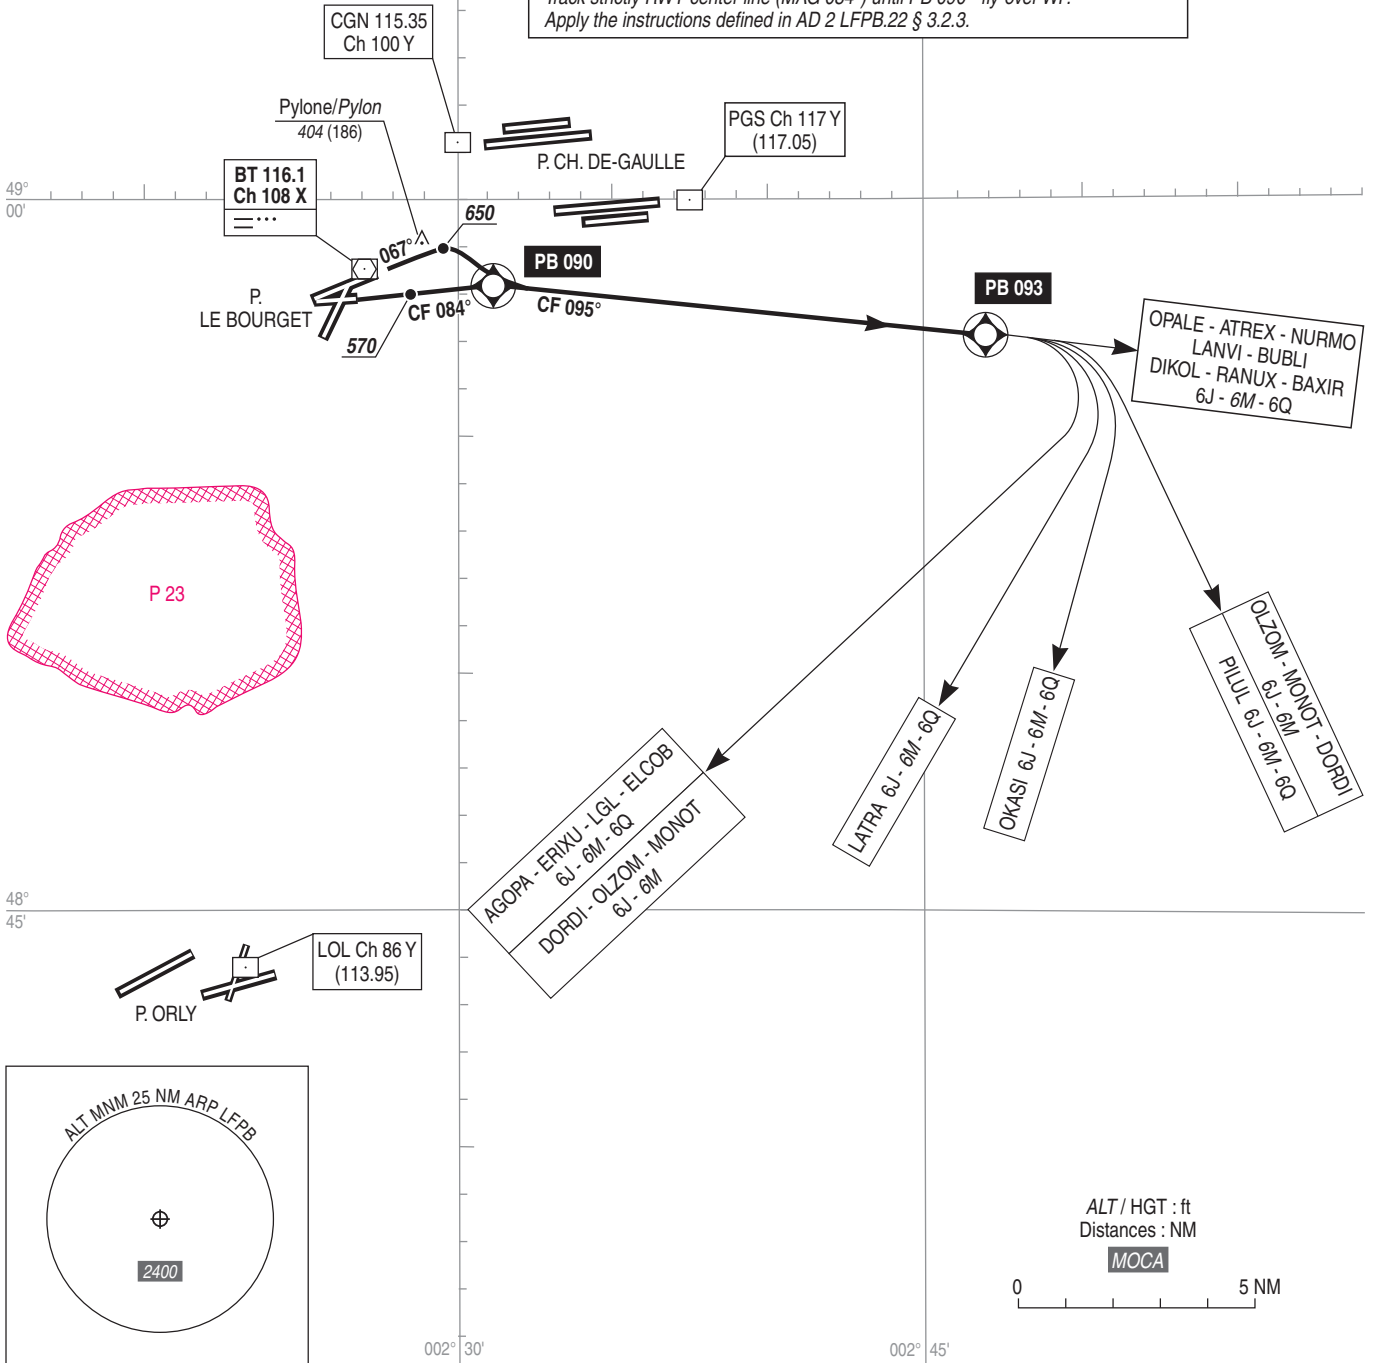 Apply the instructions defined in AD 2 LFPB.22 § 3.2.3.
CGN 115.35
Ch 100 Y
Pylone/Pylon
404 (186)
PGS Ch 117 Y
(117.05)
P. CH. DE-GAULLE
BT 116.1
Ch 108 X
49°
00'
650
067°
PB 090
PB 093
P.
LE BOURGET
CF 084°
CF 095°
570
OPALE - ATREX - NURMO
LANVI - BUBLI
DIKOL - RANUX - BAXIR
6J - 6M - 6Q
P 23
OLZOM - MONOT - DORDI
6J - 6M
PILUL 6J - 6M - 6Q
OKASI 6J - 6M - 6Q
LATRA 6J - 6M - 6Q
AGOPA - ERIXU - LGL - ELCOB
6J - 6M - 6Q
DORDI - OLZOM - MONOT
6J - 6M
48°
45'
LOL Ch 86 Y
(113.95)
P. ORLY
ALT MNM 25 NM ARP LFPB
2400
ALT / HGT : ft
Distances : NM
MOCA
0 5 NM
002° 30'
002° 45'